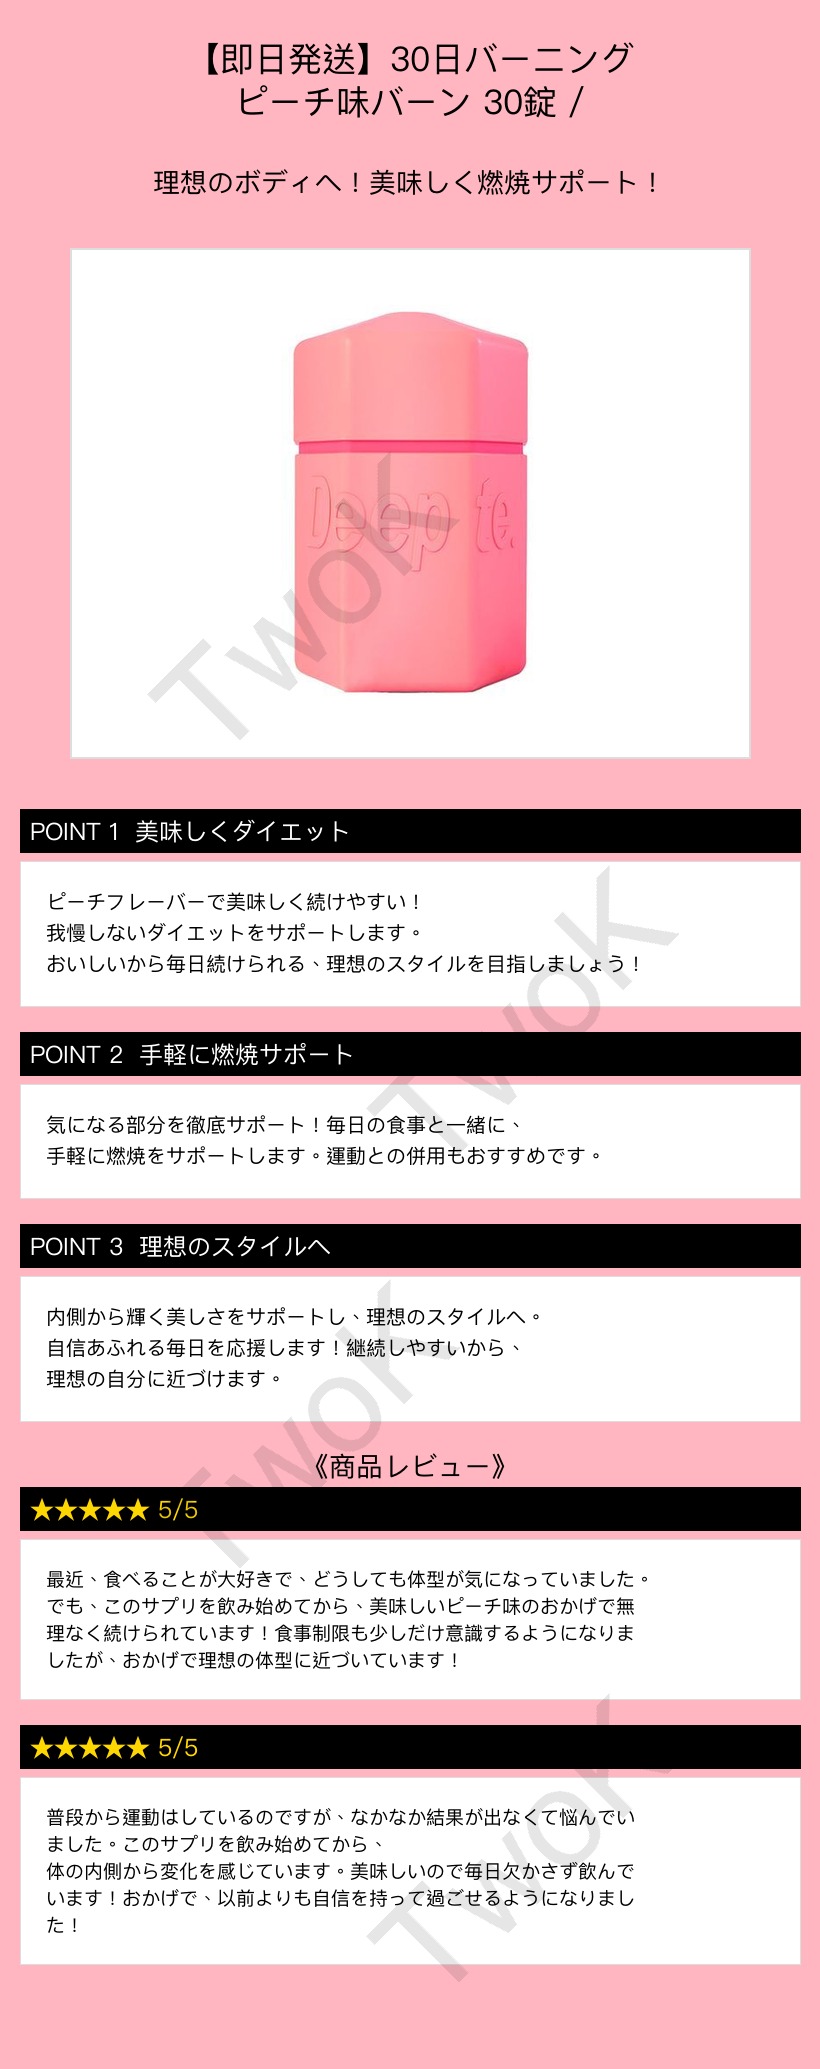 【即日発送】30日バーニング
ピーチ味バーン 30錠 /
理想のボディへ！美味しく燃焼サポート！
Deep te.
TwoK
POINT 1 美味しくダイエット
ピーチフレーバーで美味しく続けやすい！
我慢しないダイエットをサポートします。
おいしいから毎日続けられる、理想のスタイルを目指しましょう！
TwoK
POINT 2 手軽に燃焼サポート
気になる部分を徹底サポート！毎日の食事と一緒に、
手軽に燃焼をサポートします。運動との併用もおすすめです。
POINT 3 理想のスタイルへ
内側から輝く美しさをサポートし、理想のスタイルへ。
自信あふれる毎日を応援します！継続しやすいから、
理想の自分に近づけます。
TwoK
《商品レビュー》
★★★★★ 5/5
最近、食べることが大好きで、どうしても体型が気になっていました。
でも、このサプリを飲み始めてから、美味しいピーチ味のおかげで無
理なく続けられています！食事制限も少しだけ意識するようになりま
したが、おかげで理想の体型に近づいています！
★★★★★ 5/5
普段から運動はしているのですが、なかなか結果が出なくて悩んでい
ました。このサプリを飲み始めてから、
体の内側から変化を感じています。美味しいので毎日欠かさず飲んで
います！おかげで、以前よりも自信を持って過ごせるようになりまし
た！
TwoK